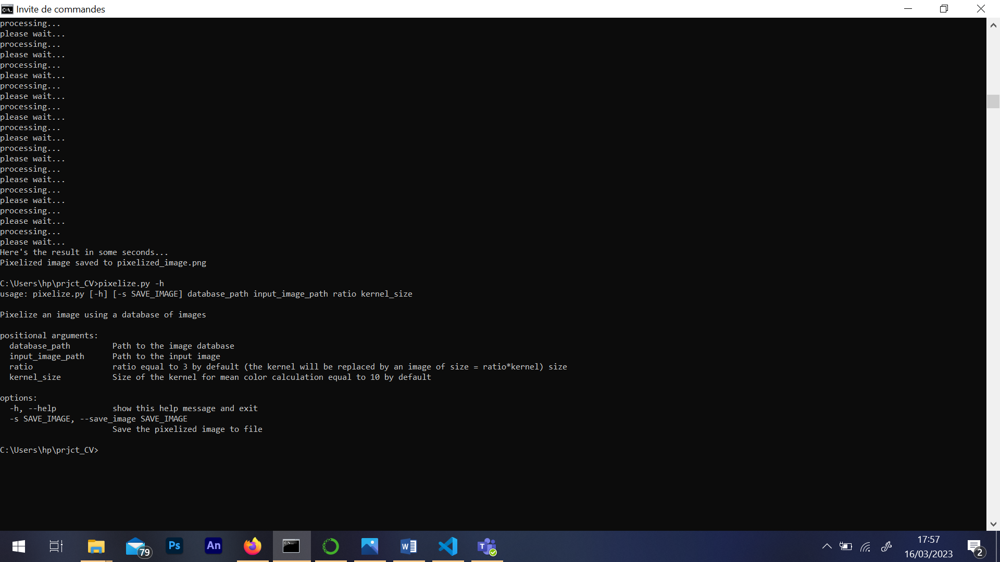 Invite de commandes
processing...
please wait...
processing...
please wait...
processing...
please wait...
processing...
please wait...
processing...
please wait...
processing...
please wait...
processing...
please wait...
processing...
please wait...
processing...
please wait...
processing...
please wait...
processing...
please wait...
Here's the result in some seconds...
Pixelized image saved to pixelized_image.png
C:\Users\hp\prjct_CV>pixelize.py -h
usage: pixelize.py [-h] [-s SAVE_IMAGE] database_path input_image_path ratio kernel_size
Pixelize an image using a database of images
positional arguments:
database_path Path to the image database
input_image_path Path to the input image
ratio ratio equal to 3 by default (the kernel will be replaced by an image of size = ratio*kernel) size
kernel_size Size of the kernel for mean color calculation equal to 10 by default
options:
-h, --help show this help message and exit
-s SAVE_IMAGE, --save_image SAVE_IMAGE
Save the pixelized image to file
C:\Users\hp\prjct_CV>
79
Ps
An
W
T
17:57
16/03/2023
2